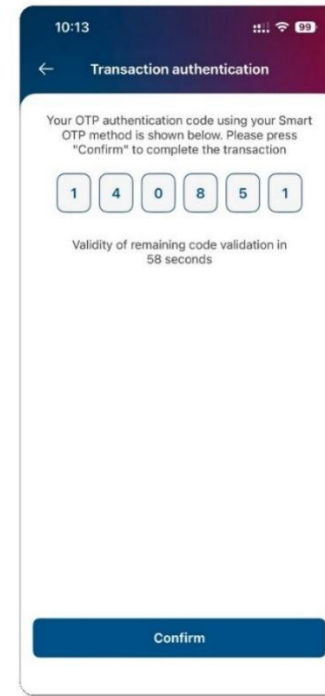 10:13
99
Transaction authentication
Your OTP authentication code using your Smart
OTP method is shown below. Please press
"Confirm" to complete the transaction
1 4 0 8 5 1
Validity of remaining code validation in
58 seconds
Confirm